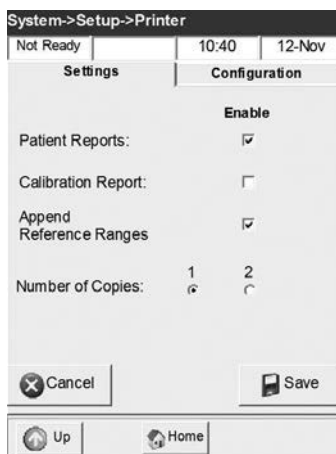 System->Setup->Printer
Not Ready 10:40 12-Nov
Settings Configuration
Enable
Patient Reports:
Calibration Report:
Append
Reference Ranges
1 2
Number of Copies:
Cancel Save
Up Home